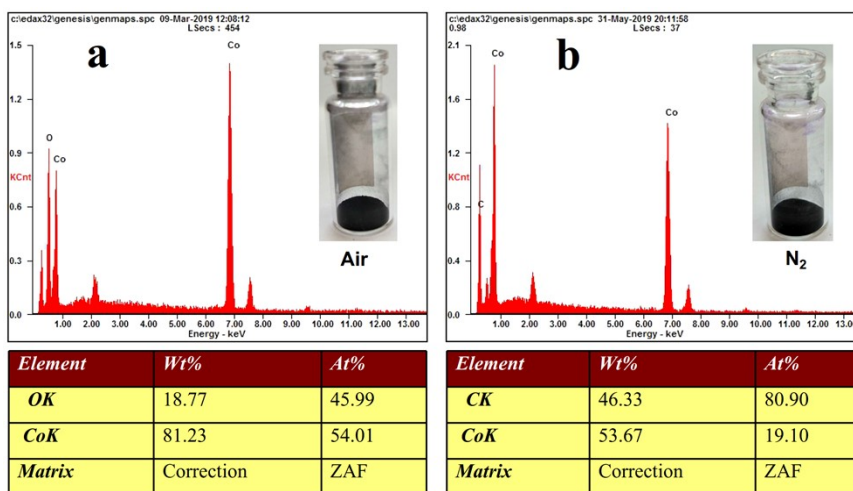 c:\edax32\genesis\genmaps.spc 09-Mar-2019 12:08:12
LSecs : 454
a
1.5
1.2
0.9
0.6
0.3
0.0
KCnt
O
Co
Co
Air
1.00 2.00 3.00 4.00 5.00 6.00 7.00 8.00 9.00 10.00 11.00 12.00 13.00
Energy - keV
c:\edax32\genesis\genmaps.spc 31-May-2019 20:11:58
0.98
LSecs : 37
b
2.1
1.7
1.3
0.8
0.4
0.0
KCnt
C
Co
Co
N2
1.00 2.00 3.00 4.00 5.00 6.00 7.00 8.00 9.00 10.00 11.00 12.00 13.00
Energy - keV
Element Wt% At%
OK 18.77 45.99
CoK 81.23 54.01
Matrix Correction ZAF
Element Wt% At%
CK 46.33 80.90
CoK 53.67 19.10
Matrix Correction ZAF